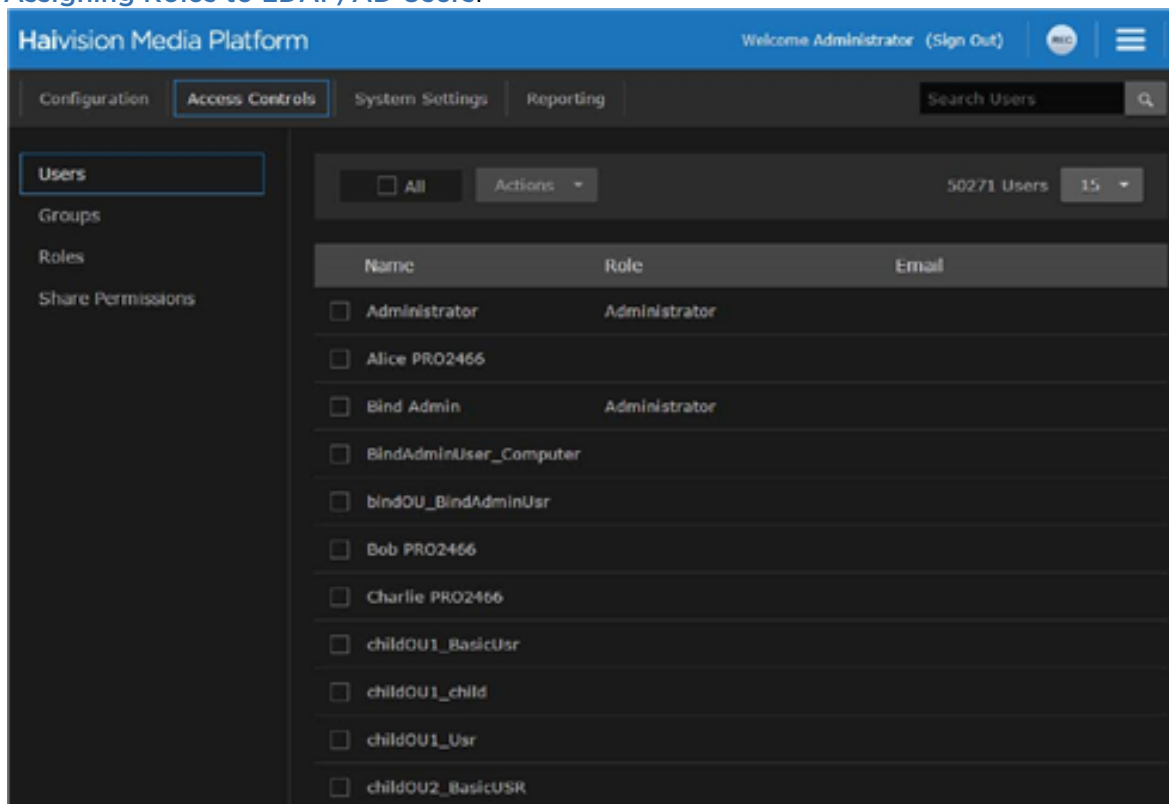 Assigning Roles to LDAP/AD Users.
Haivision Media Platform Welcome Administrator (Sign Out) REC
Configuration Access Controls System Settings Reporting Search Users
Users All Actions 50271 Users 15
Groups
Roles Name Role Email
Share Permissions
Administrator Administrator
Alice PRO2466
Bind Admin Administrator
BindAdminUser_Computer
bindOU_BindAdminUsr
Bob PRO2466
Charlie PRO2466
childOU1_BasicUsr
childOU1_child
childOU1_Usr
childOU2_BasicUSR